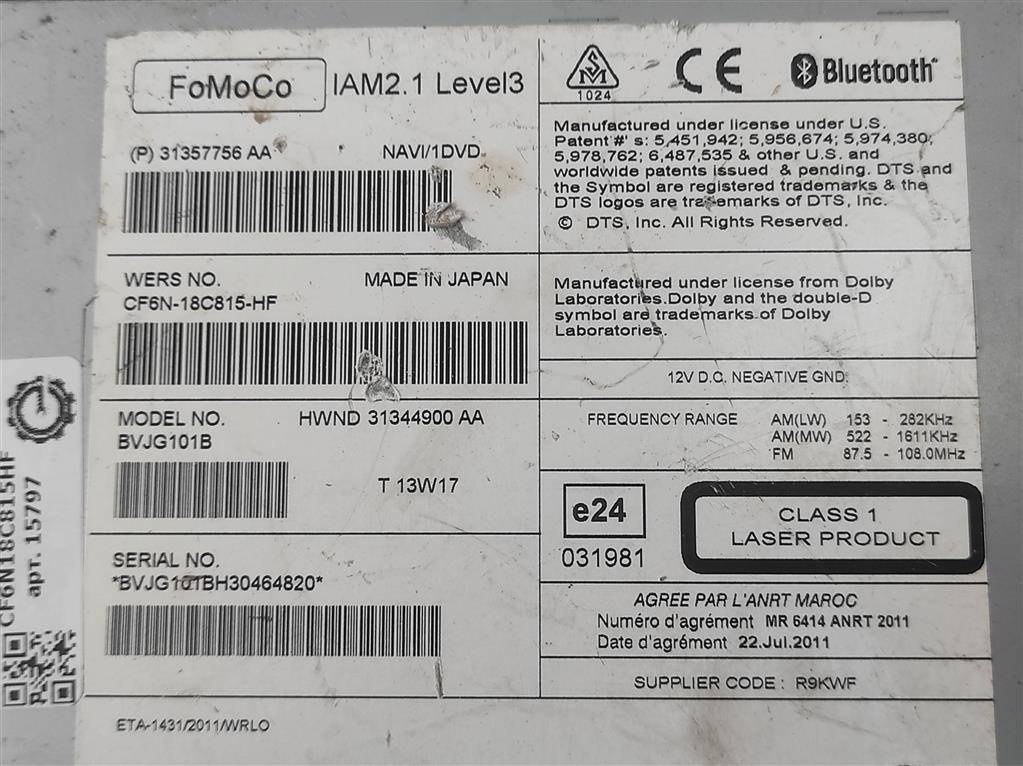 FoMoCo IAM2.1 Level3
(P) 31357756 AA NAVI/1DVD
WERS NO. MADE IN JAPAN
CF6N-18C815-HF
MODEL NO. HWND 31344900 AA
BVJG101B
T 13W17
SERIAL NO.
*BVJG101BH30464820*
ETA-1431/2011/WRLO
SM
1024
CE
Bluetooth
Manufactured under license under U.S.
Patent #' s: 5,451,942; 5,956,674; 5,974,380;
5,978,762; 6,487,535 & other U.S. and
worldwide patents issued & pending. DTS and
the Symbol are registered trademarks & the
DTS logos are trademarks of DTS, Inc.
© DTS, Inc. All Rights Reserved.
Manufactured under license from Dolby
Laboratories.Dolby and the double-D
symbol are trademarks of Dolby
Laboratories.
12V D.C. NEGATIVE GND.
FREQUENCY RANGE AM(LW) 153 - 282KHz
AM(MW) 522 - 1611KHz
FM 87.5 - 108.0MHz
e24
031981
CLASS 1
LASER PRODUCT
AGREE PAR L'ANRT MAROC
Numéro d'agrément MR 6414 ANRT 2011
Date d'agrément 22.Jul.2011
SUPPLIER CODE : R9KWF
CF6N18C815HF
арт. 15797